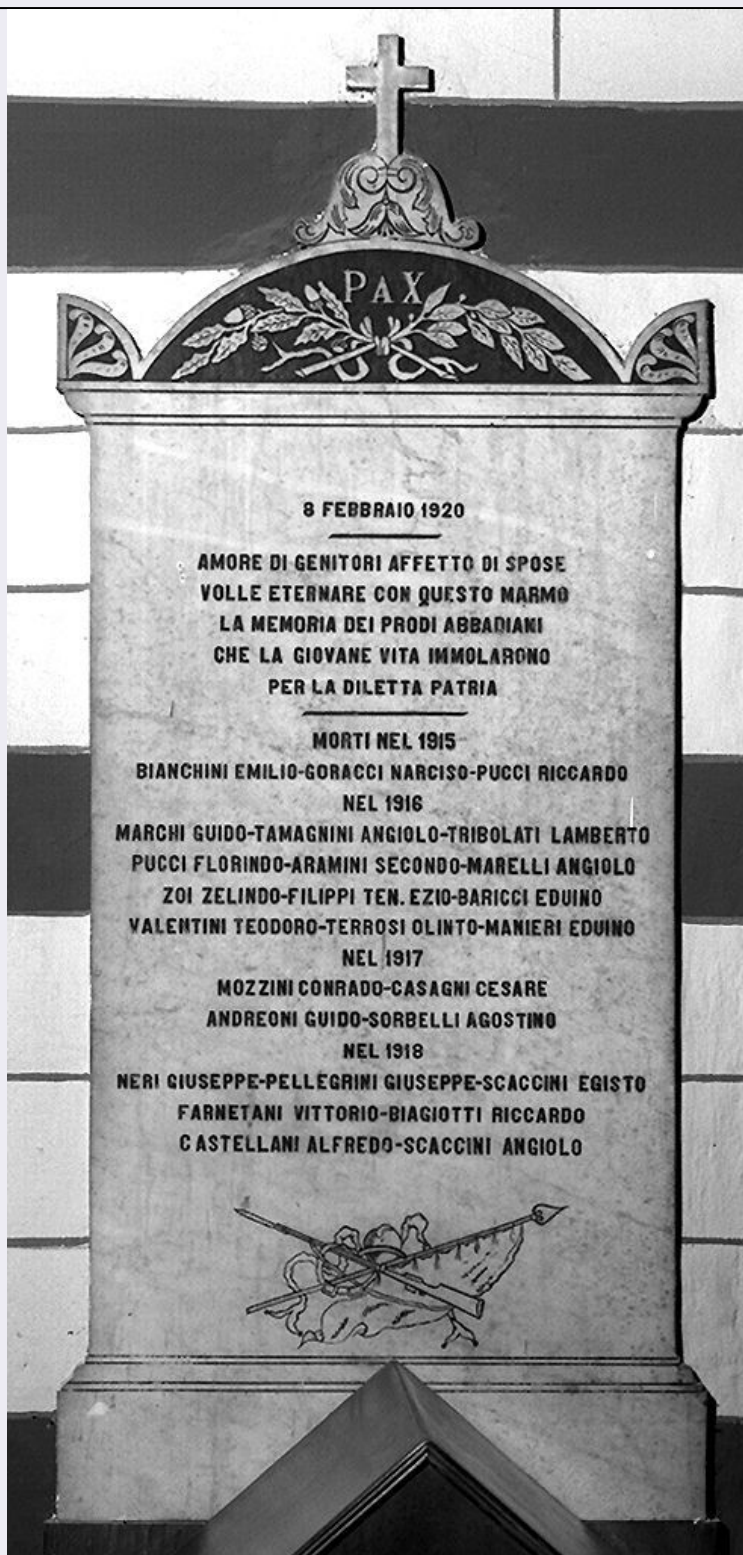 PAX
8 FEBBRAIO 1920
AMORE DI GENITORI AFFETTO DI SPOSE
VOLLE ETERNARE CON QUESTO MARMO
LA MEMORIA DEI PRODI ABBADIANI
CHE LA GIOVANE VITA IMMOLARONO
PER LA DILETTA PATRIA
MORTI NEL 1915
BIANCHINI EMILIO-GORACCI NARCISO-PUCCI RICCARDO
NEL 1916
MARCHI GUIDO-TAMAGNINI ANGIOLO-TRIBOLATI LAMBERTO
PUCCI FLORINDO-ARAMINI SECONDO-MARELLI ANGIOLO
ZOI ZELINDO-FILIPPI TEN. EZIO-BARICCI EDUINO
VALENTINI TEODORO-TERROSI OLINTO-MANIERI EDUINO
NEL 1917
MOZZINI CONRADO-CASAGNI CESARE
ANDREONI GUIDO-SORBELLI AGOSTINO
NEL 1918
NERI GIUSEPPE-PELLEGRINI GIUSEPPE-SCACCINI EGISTO
FARNETANI VITTORIO-BIAGIOTTI RICCARDO
CASTELLANI ALFREDO-SCACCINI ANGIOLO